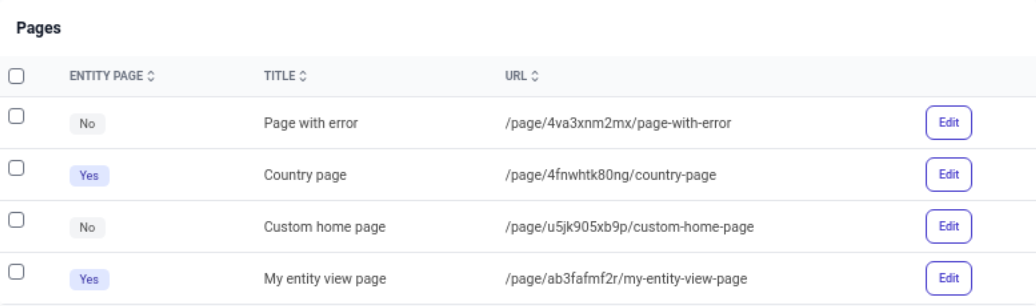 Pages
ENTITY PAGE TITLE URL
No Page with error /page/4va3xnm2mx/page-with-error Edit
Yes Country page /page/4fnwhtk80ng/country-page Edit
No Custom home page /page/u5jk905xb9p/custom-home-page Edit
Yes My entity view page /page/ab3fafmf2r/my-entity-view-page Edit